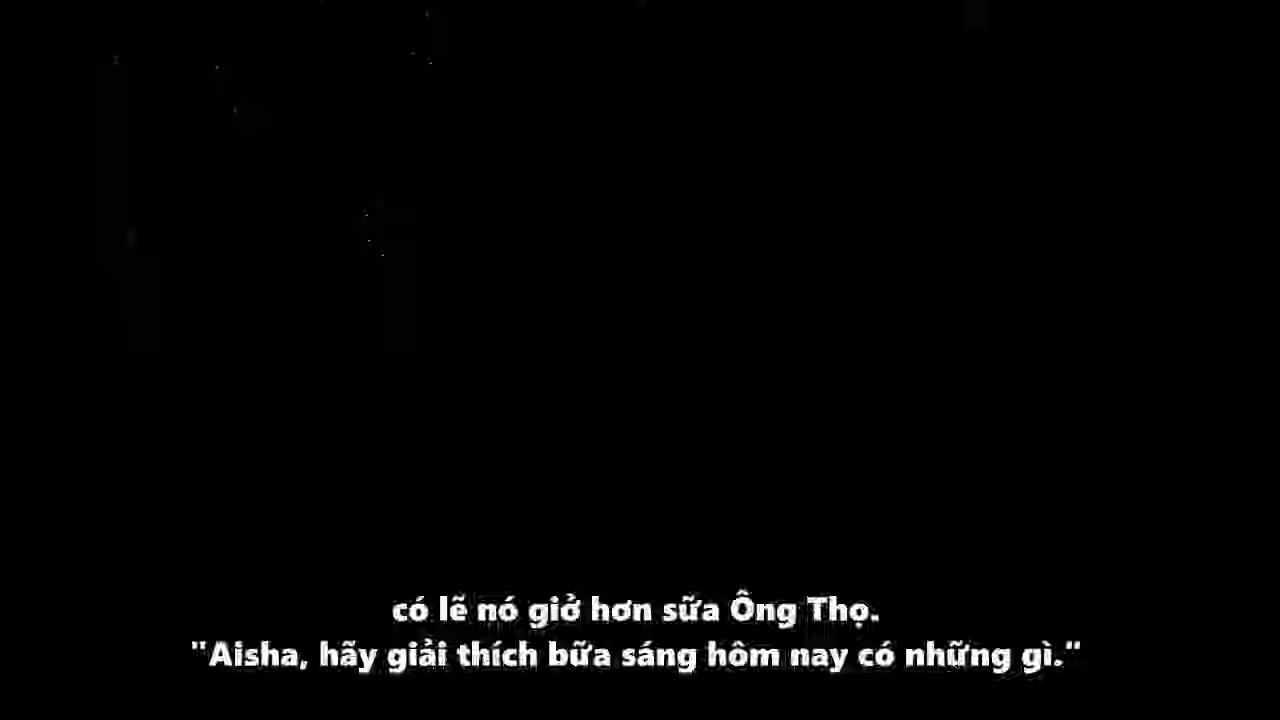 có lẽ nó giở hơn sữa Ông Thọ.
"Aisha, hãy giải thích bữa sáng hôm nay có những gì."